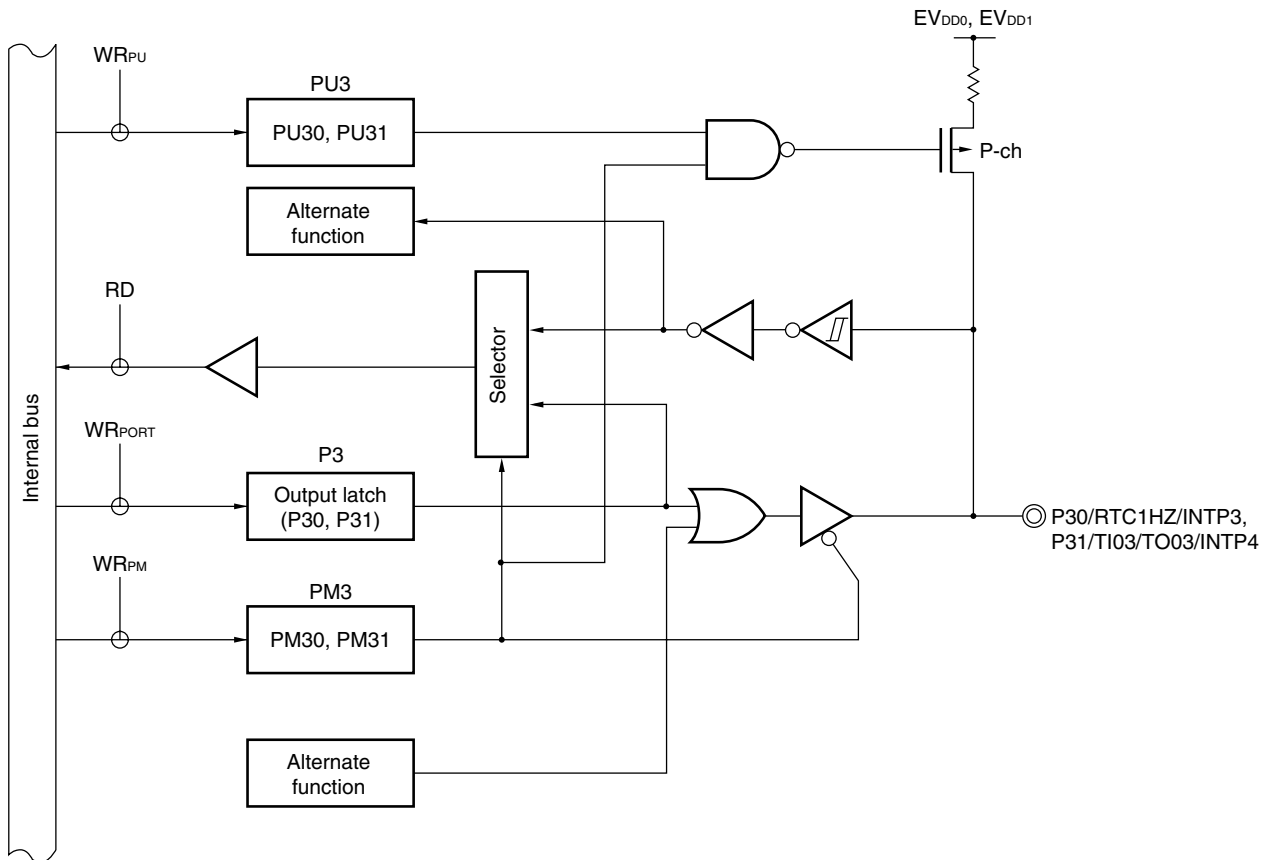 EVDD0, EVDD1
WRPU
PU3
PU30, PU31
P-ch
Alternate
function
RD
Selector
Internal bus
WRPORT
P3
Output latch
(P30, P31)
P30/RTC1HZ/INTP3,
P31/TI03/TO03/INTP4
WRPM
PM3
PM30, PM31
Alternate
function